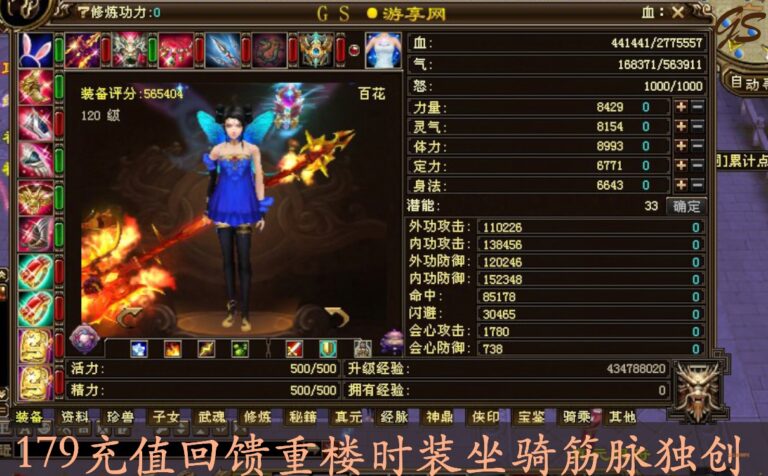 修炼功力:0
GS●游享网
血:
GS
自动寻
装备评分:565404
百花
120 级
血: 441441/2775557
气: 168371/563911
怒: 1000/1000
力量: 8429 0
灵气: 8154 0
体力: 8993 0
定力: 6771 0
身法: 6643 0
潜能: 33 确定
外功攻击: 110226 0
内功攻击: 138456 0
外功防御: 120246 0
内功防御: 152348 0
命中: 85178 0
闪避: 30465 0
会心攻击: 1780 0
会心防御: 738 0
]累计点
活力: 500/500 升级经验: 434788020
精力: 500/500 拥有经验: 0
装备 资料 珍兽 子女 武魂 修炼 秘籍 真元 经脉 神鼎 侠印 宝鉴 骑乘 其他
179充值回馈重楼时装坐骑筋脉独创